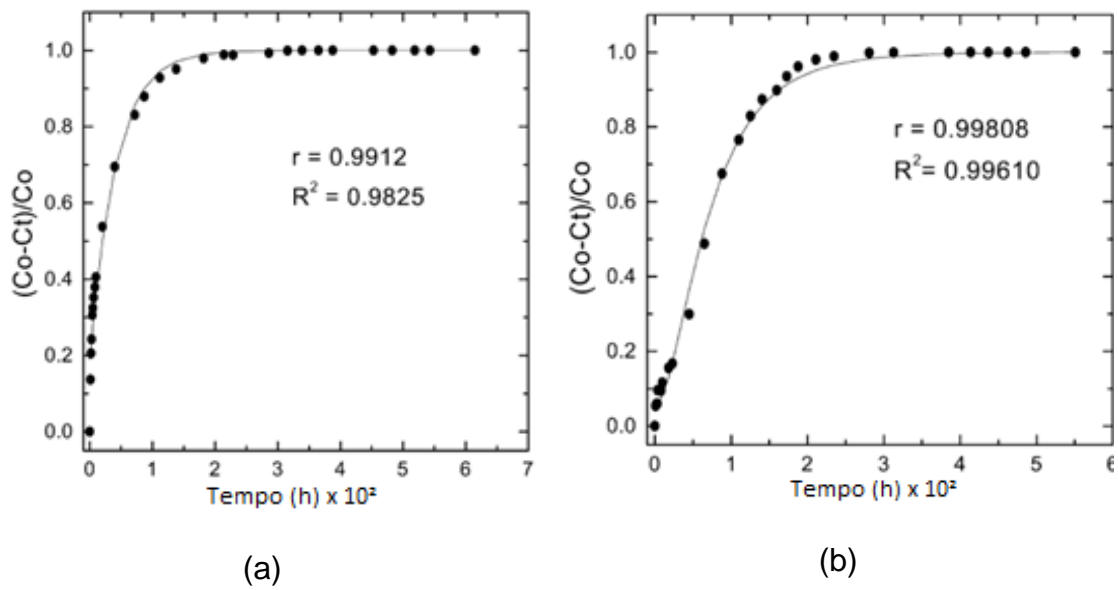 1.0
0.8
0.6
0.4
0.2
0.0
(Co-Ct)/Co
r = 0.9912
R² = 0.9825
0 1 2 3 4 5 6 7
Tempo (h) x 10²
(a)
1.0
0.8
0.6
0.4
0.2
0.0
(Co-Ct)/Co
r = 0.99808
R²= 0.99610
0 1 2 3 4 5 6
Tempo (h) x 10²
(b)